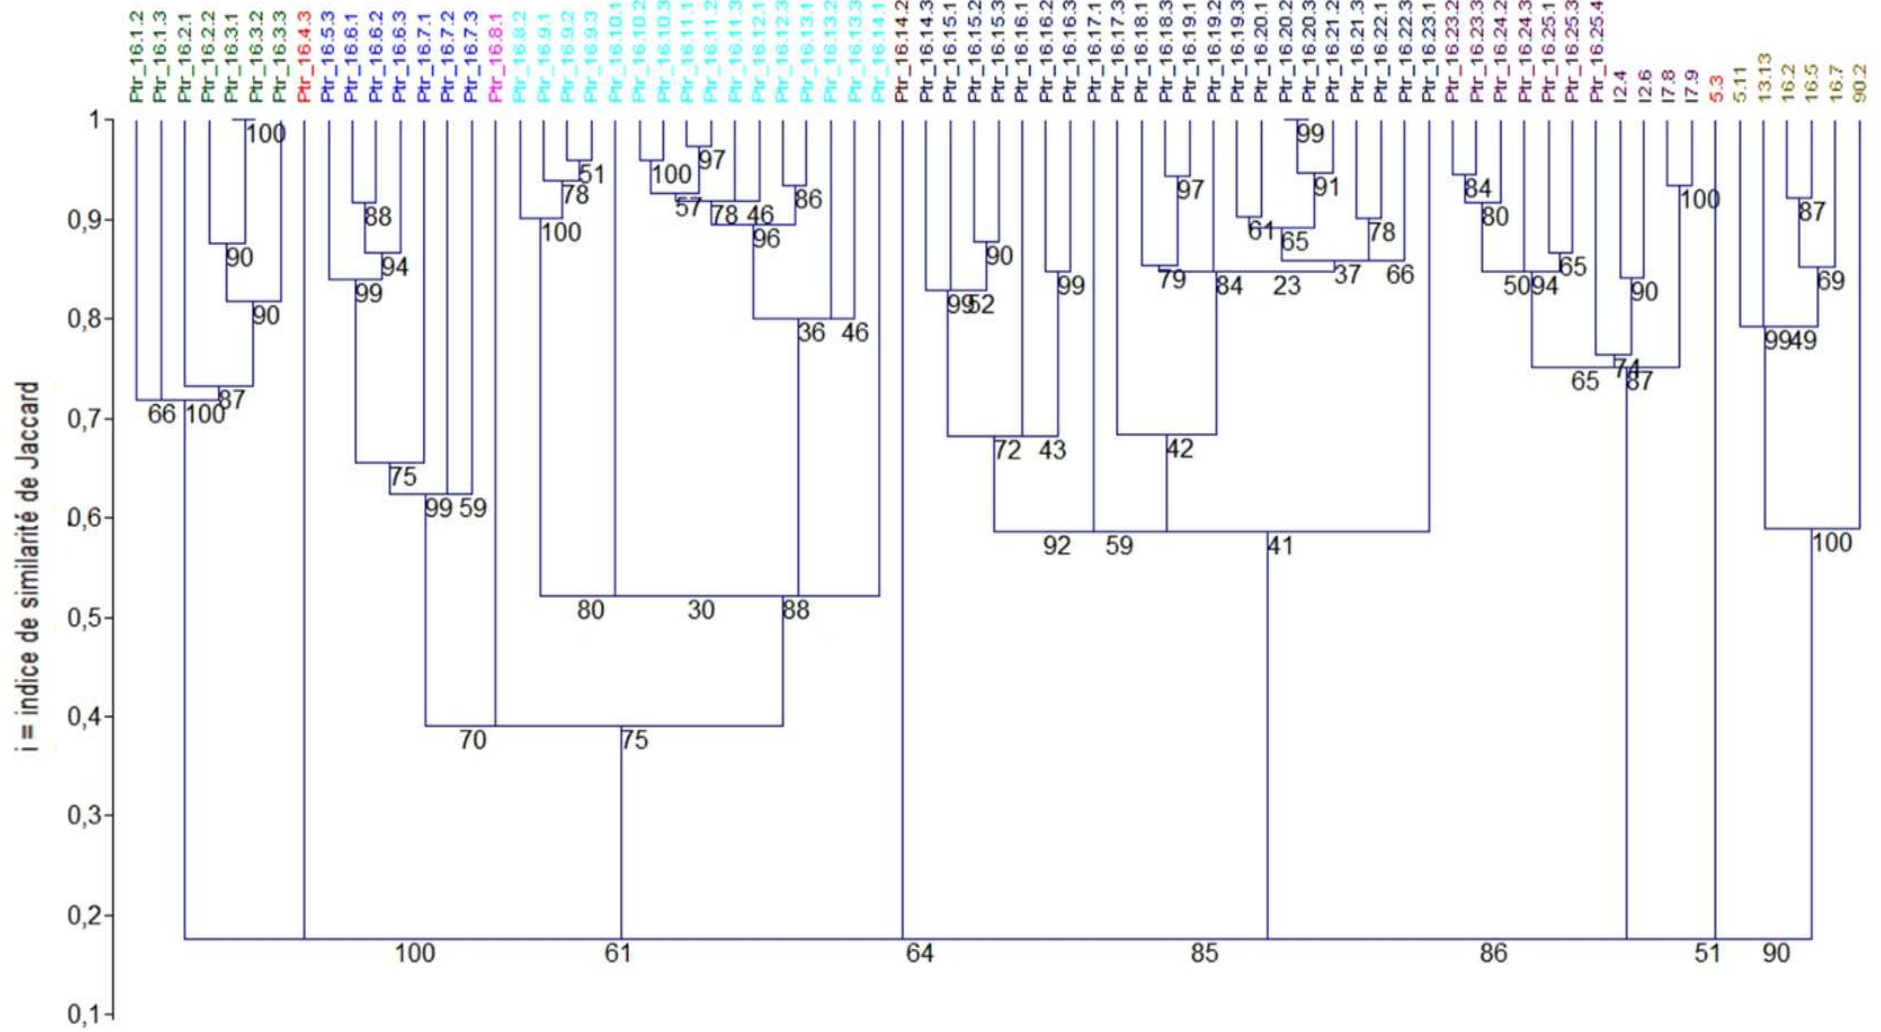 Ptr_16.1.2
Ptr_16.1.3
Ptr_16.2.1
Ptr_16.2.2
Ptr_16.3.1
Ptr_16.3.2
Ptr_16.3.3
Ptr_16.4.3
Ptr_16.5.3
Ptr_16.6.1
Ptr_16.6.2
Ptr_16.6.3
Ptr_16.7.1
Ptr_16.7.2
Ptr_16.7.3
Ptr_16.8.1
Ptr_16.8.2
Ptr_16.9.1
Ptr_16.9.2
Ptr_16.9.3
Ptr_16.10.1
Ptr_16.10.2
Ptr_16.10.3
Ptr_16.11.1
Ptr_16.11.2
Ptr_16.11.3
Ptr_16.12.1
Ptr_16.12.3
Ptr_16.13.1
Ptr_16.13.2
Ptr_16.13.3
Ptr_16.14.1
Ptr_16.14.2
Ptr_16.14.3
Ptr_16.15.1
Ptr_16.15.2
Ptr_16.15.3
Ptr_16.16.1
Ptr_16.16.2
Ptr_16.16.3
Ptr_16.17.1
Ptr_16.17.3
Ptr_16.18.1
Ptr_16.18.3
Ptr_16.19.1
Ptr_16.19.2
Ptr_16.19.3
Ptr_16.20.1
Ptr_16.20.2
Ptr_16.20.3
Ptr_16.21.2
Ptr_16.21.3
Ptr_16.22.1
Ptr_16.22.3
Ptr_16.23.1
Ptr_16.23.2
Ptr_16.23.3
Ptr_16.24.2
Ptr_16.24.3
Ptr_16.25.1
Ptr_16.25.3
Ptr_16.25.4
I2.4
I2.6
I7.8
I7.9
5.3
5.11
13.13
16.2
16.5
16.7
90.2
i = indice de similarité de Jaccard
1
100 99
51 97
100 84
78 86 97 91 100
0,9 88 57 78 46 61 80 87
100 96 65 78
90 94 90 79 37 66 65 69
99 99 84 23 50 94 90
0,8 90 36 46 99 52 99 49
87 65 74 87
0,7 66 100
75 72 43 42
0,6 99 59
92 59 41 100
0,5 80 30 88
0,4
70 75
0,3
0,2
100 61 64 85 86 51 90
0,1